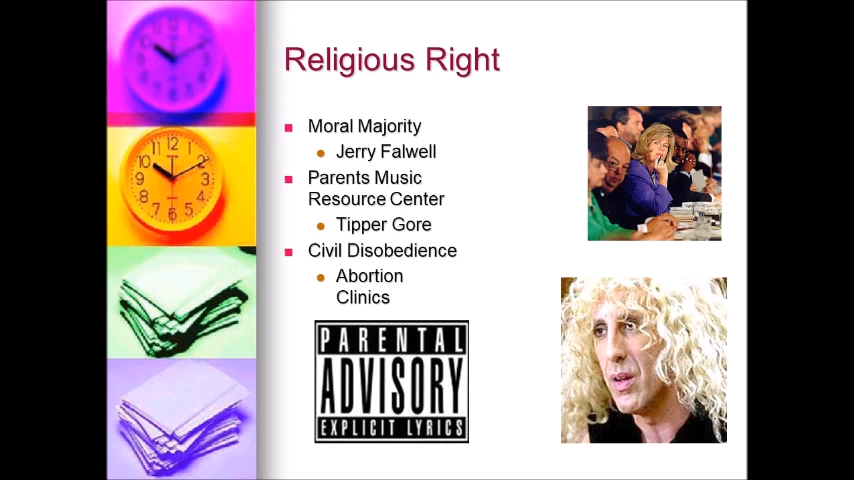 Religious Right
Moral Majority
Jerry Falwell
Parents Music
Resource Center
Tipper Gore
Civil Disobedience
Abortion
Clinics
PARENTAL
ADVISORY
EXPLICIT LYRICS